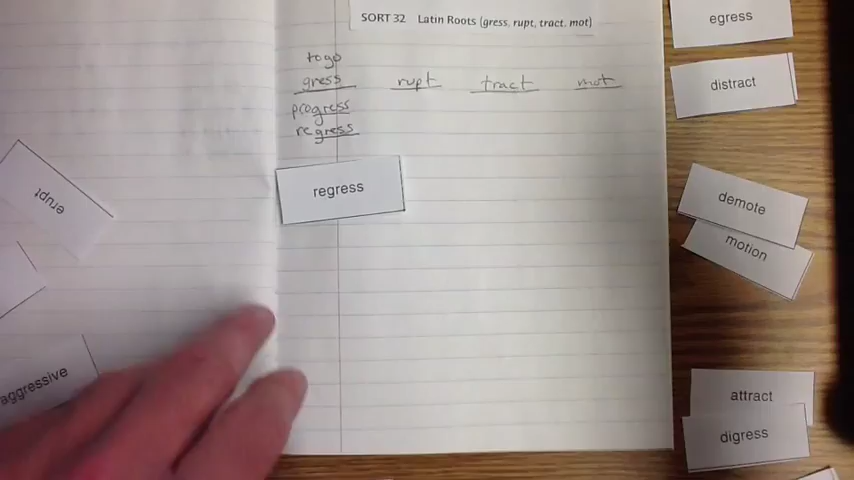 SORT 32 Latin Roots (gress, rupt, tract, mot)
to go
gress rupt tract mot
progress
regress
regress
egress
distract
demote
motion
attract
digress
erupt
aggressive